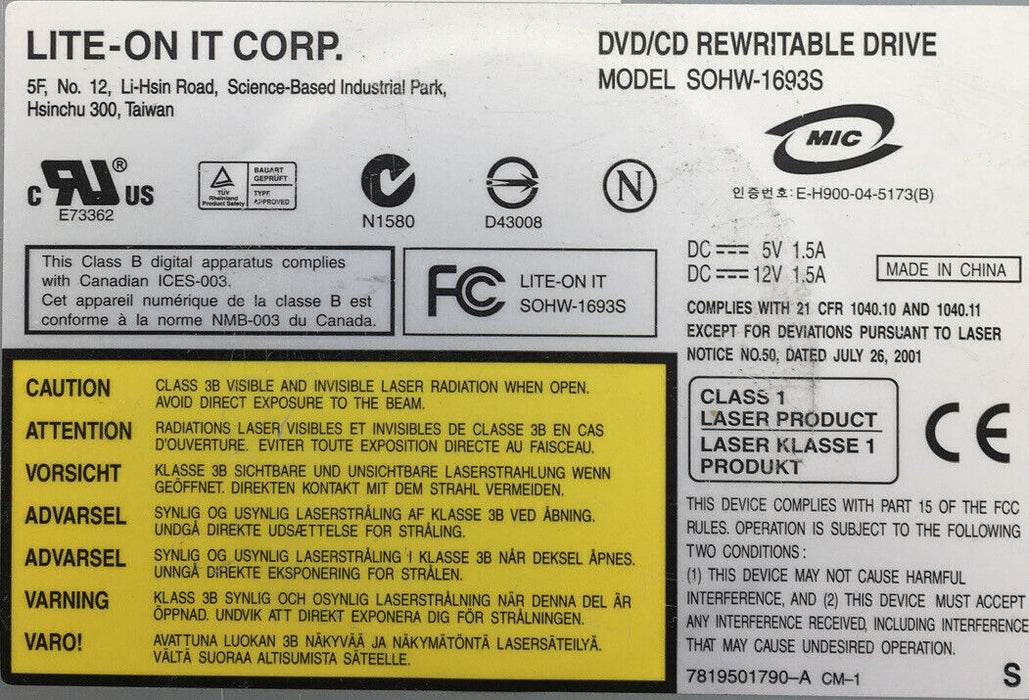 LITE-ON IT CORP.
5F, No. 12, Li-Hsin Road, Science-Based Industrial Park,
Hsinchu 300, Taiwan
DVD/CD REWRITABLE DRIVE
MODEL SOHW-1693S
MIC
인증번호:E-H900-04-5173(B)
C RU ® US
E73362
TÜV
Rheinland
Product Safety
BAUART
GEPRÜFT
TYPE
APPROVED
N1580
D43008
N
This Class B digital apparatus complies
with Canadian ICES-003.
Cet appareil numérique de la classe B est
conforme à la norme NMB-003 du Canada.
FC
LITE-ON IT
SOHW-1693S
DC 5V 1.5A
DC 12V 1.5A
MADE IN CHINA
COMPLIES WITH 21 CFR 1040.10 AND 1040.11
EXCEPT FOR DEVIATIONS PURSUANT TO LASER
NOTICE NO.50, DATED JULY 26, 2001
CAUTION CLASS 3B VISIBLE AND INVISIBLE LASER RADIATION WHEN OPEN.
AVOID DIRECT EXPOSURE TO THE BEAM.
ATTENTION RADIATIONS LASER VISIBLES ET INVISIBLES DE CLASSE 3B EN CAS
D'OUVERTURE. EVITER TOUTE EXPOSITION DIRECTE AU FAISCEAU.
VORSICHT KLASSE 3B SICHTBARE UND UNSICHTBARE LASERSTRAHLUNG WENN
GEÖFFNET. DIREKTEN KONTAKT MIT DEM STRAHL VERMEIDEN.
ADVARSEL SYNLIG OG USYNLIG LASERSTRÅLING AF KLASSE 3B VED ÅBNING.
UNDGÅ DIREKTE UDSÆTTELSE FOR STRÅLING.
ADVARSEL SYNLIG OG USYNLIG LASERSTRÅLING I KLASSE 3B NÅR DEKSEL ÅPNES.
UNNGÅ DIREKTE EKSPONERING FOR STRÅLEN.
VARNING KLASS 3B SYNLIG OCH OSYNLIG LASERSTRÅLNING NÄR DENNA DEL ÄR
ÖPPNAD. UNDVIK ATT DIREKT EXPONERA DIG FÖR STRÅLNINGEN.
VARO! AVATTUNA LUOKAN 3B NÄKYVÄÄ JA NÄKYMÄTÖNTÄ LASERSÄTEILYÄ.
VÄLTÄ SUORAA ALTISUMISTA SÄTEELLE.
CLASS 1
LASER PRODUCT
LASER KLASSE 1
PRODUKT
CE
THIS DEVICE COMPLIES WITH PART 15 OF THE FCC
RULES. OPERATION IS SUBJECT TO THE FOLLOWING
TWO CONDITIONS:
(1) THIS DEVICE MAY NOT CAUSE HARMFUL
INTERFERENCE, AND (2) THIS DEVICE MUST ACCEPT
ANY INTERFERENCE RECEIVED, INCLUDING INTERFERENCE
THAT MAY CAUSE UNDESIRED OPERATION.
7819501790-A CM-1
S